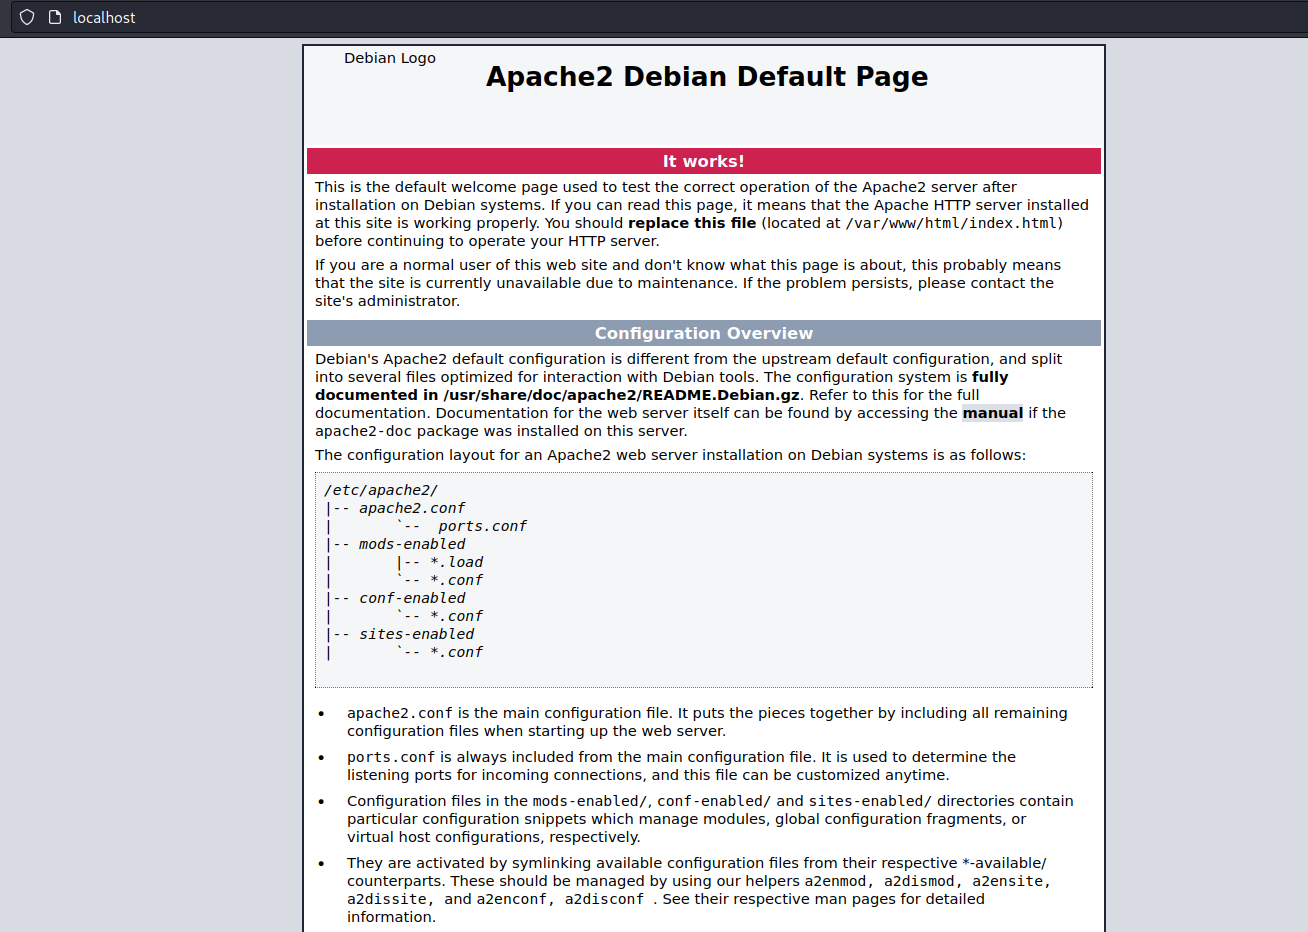 localhost
Debian Logo
Apache2 Debian Default Page
It works!
This is the default welcome page used to test the correct operation of the Apache2 server after
installation on Debian systems. If you can read this page, it means that the Apache HTTP server installed
at this site is working properly. You should replace this file (located at /var/www/html/index.html)
before continuing to operate your HTTP server.
If you are a normal user of this web site and don't know what this page is about, this probably means
that the site is currently unavailable due to maintenance. If the problem persists, please contact the
site's administrator.
Configuration Overview
Debian's Apache2 default configuration is different from the upstream default configuration, and split
into several files optimized for interaction with Debian tools. The configuration system is fully
documented in /usr/share/doc/apache2/README.Debian.gz. Refer to this for the full
documentation. Documentation for the web server itself can be found by accessing the manual if the
apache2-doc package was installed on this server.
The configuration layout for an Apache2 web server installation on Debian systems is as follows:
/etc/apache2/
|-- apache2.conf
|       `--  ports.conf
|-- mods-enabled
|       |-- *.load
|       `-- *.conf
|-- conf-enabled
|       `-- *.conf
|-- sites-enabled
|       `-- *.conf
• apache2.conf is the main configuration file. It puts the pieces together by including all remaining
configuration files when starting up the web server.
• ports.conf is always included from the main configuration file. It is used to determine the
listening ports for incoming connections, and this file can be customized anytime.
• Configuration files in the mods-enabled/, conf-enabled/ and sites-enabled/ directories contain
particular configuration snippets which manage modules, global configuration fragments, or
virtual host configurations, respectively.
• They are activated by symlinking available configuration files from their respective *-available/
counterparts. These should be managed by using our helpers a2enmod, a2dismod, a2ensite,
a2dissite, and a2enconf, a2disconf . See their respective man pages for detailed
information.